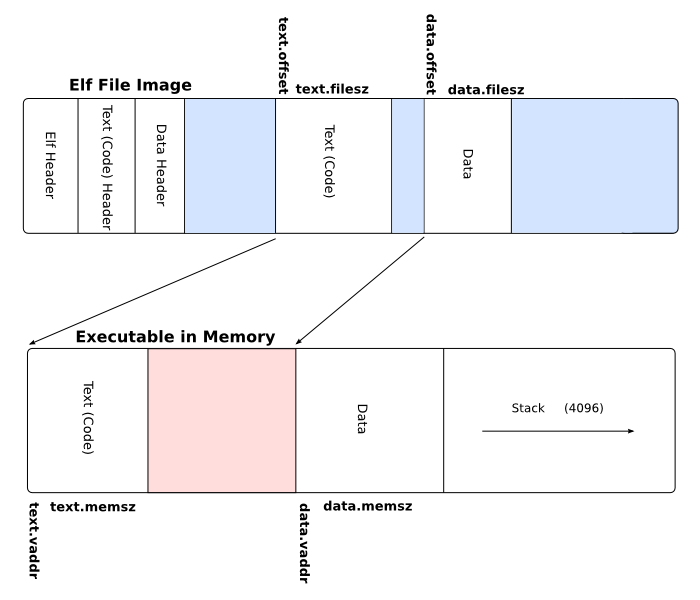 text.offset
data.offset
Elf File Image
text.filesz
data.filesz
Elf Header
Text (Code) Header
Data Header
Text (Code)
Data
Executable in Memory
Text (Code)
Data
Stack (4096)
text.vaddr
text.memsz
data.vaddr
data.memsz